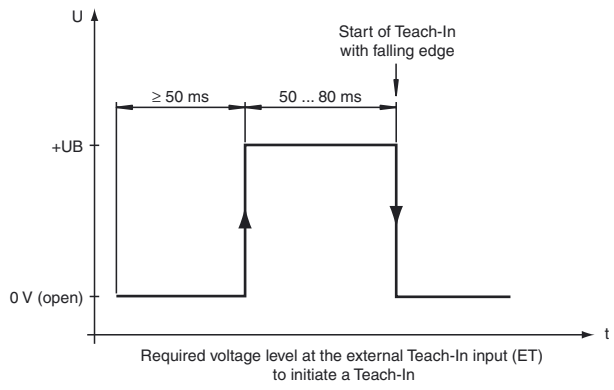 U
Start of Teach-In
with falling edge
≥ 50 ms
50 ... 80 ms
+UB
0 V (open)
t
Required voltage level at the external Teach-In input (ET)
to initiate a Teach-In